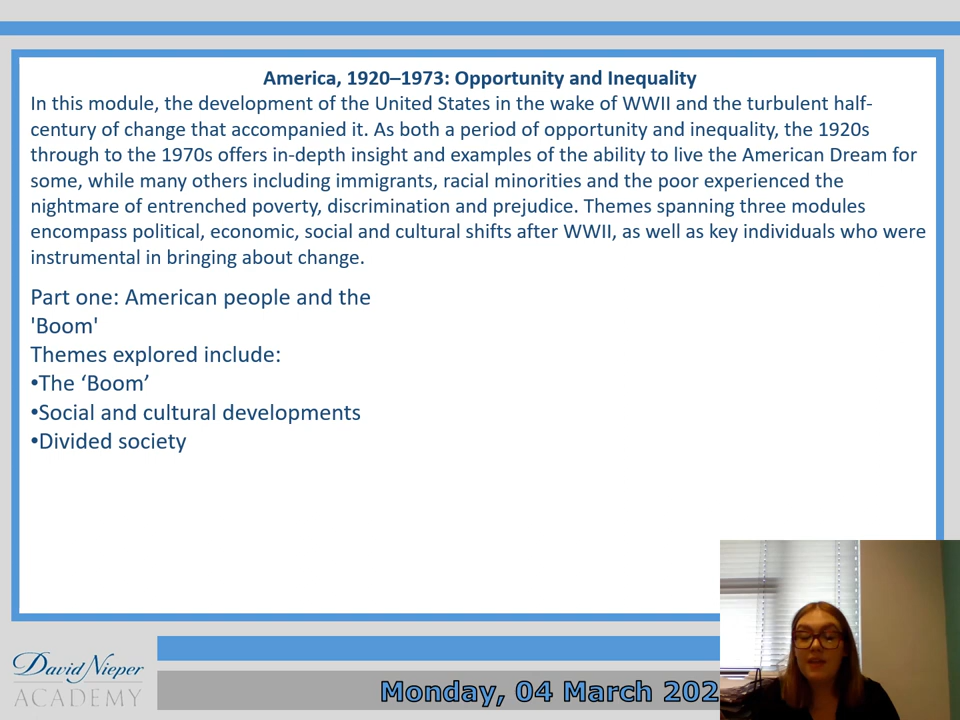 America, 1920–1973: Opportunity and Inequality
In this module, the development of the United States in the wake of WWII and the turbulent half-
century of change that accompanied it. As both a period of opportunity and inequality, the 1920s
through to the 1970s offers in-depth insight and examples of the ability to live the American Dream for
some, while many others including immigrants, racial minorities and the poor experienced the
nightmare of entrenched poverty, discrimination and prejudice. Themes spanning three modules
encompass political, economic, social and cultural shifts after WWII, as well as key individuals who were
instrumental in bringing about change.
Part one: American people and the
'Boom'
Themes explored include:
•The ‘Boom’
•Social and cultural developments
•Divided society
David Nieper
ACADEMY
Monday, 04 March 202